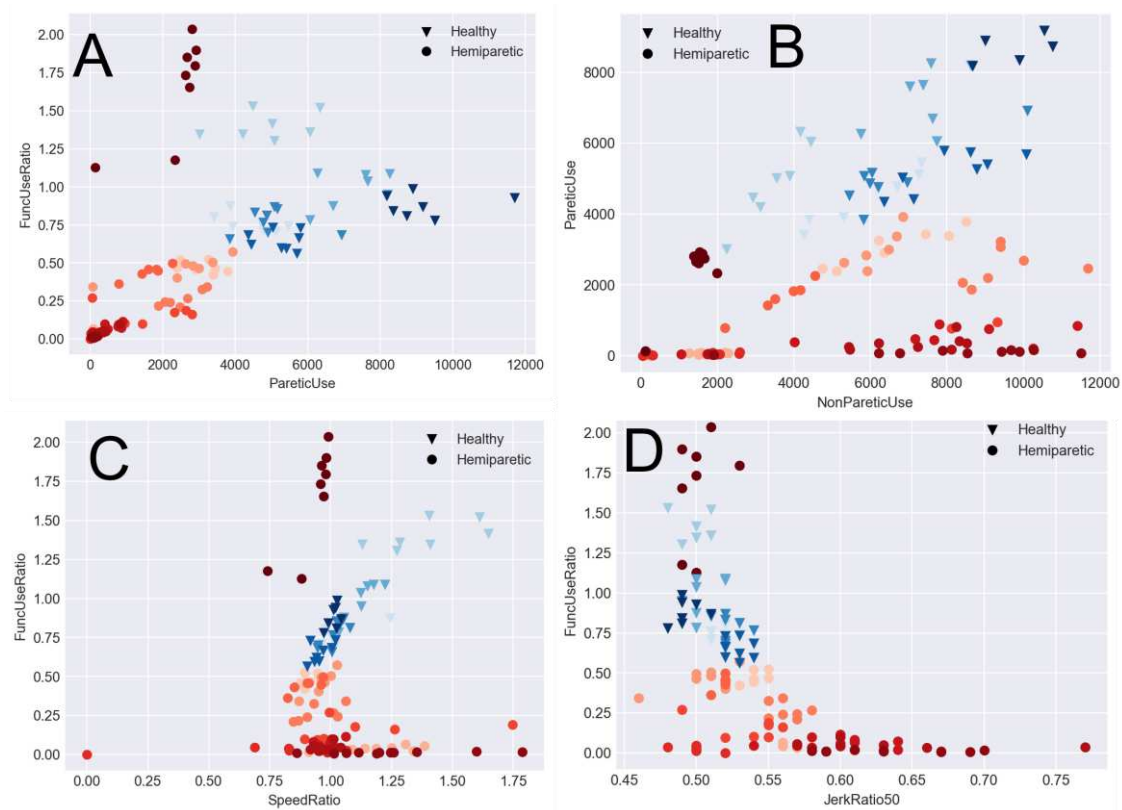 A
Healthy
Hemiparetic
FuncUseRatio
2.00
1.75
1.50
1.25
1.00
0.75
0.50
0.25
0.00
0 2000 4000 6000 8000 10000 12000
PareticUse
B
Healthy
Hemiparetic
PareticUse
8000
6000
4000
2000
0
0 2000 4000 6000 8000 10000 12000
NonPareticUse
C
Healthy
Hemiparetic
FuncUseRatio
2.00
1.75
1.50
1.25
1.00
0.75
0.50
0.25
0.00
0.00 0.25 0.50 0.75 1.00 1.25 1.50 1.75
SpeedRatio
D
Healthy
Hemiparetic
FuncUseRatio
2.00
1.75
1.50
1.25
1.00
0.75
0.50
0.25
0.00
0.45 0.50 0.55 0.60 0.65 0.70 0.75
JerkRatio50